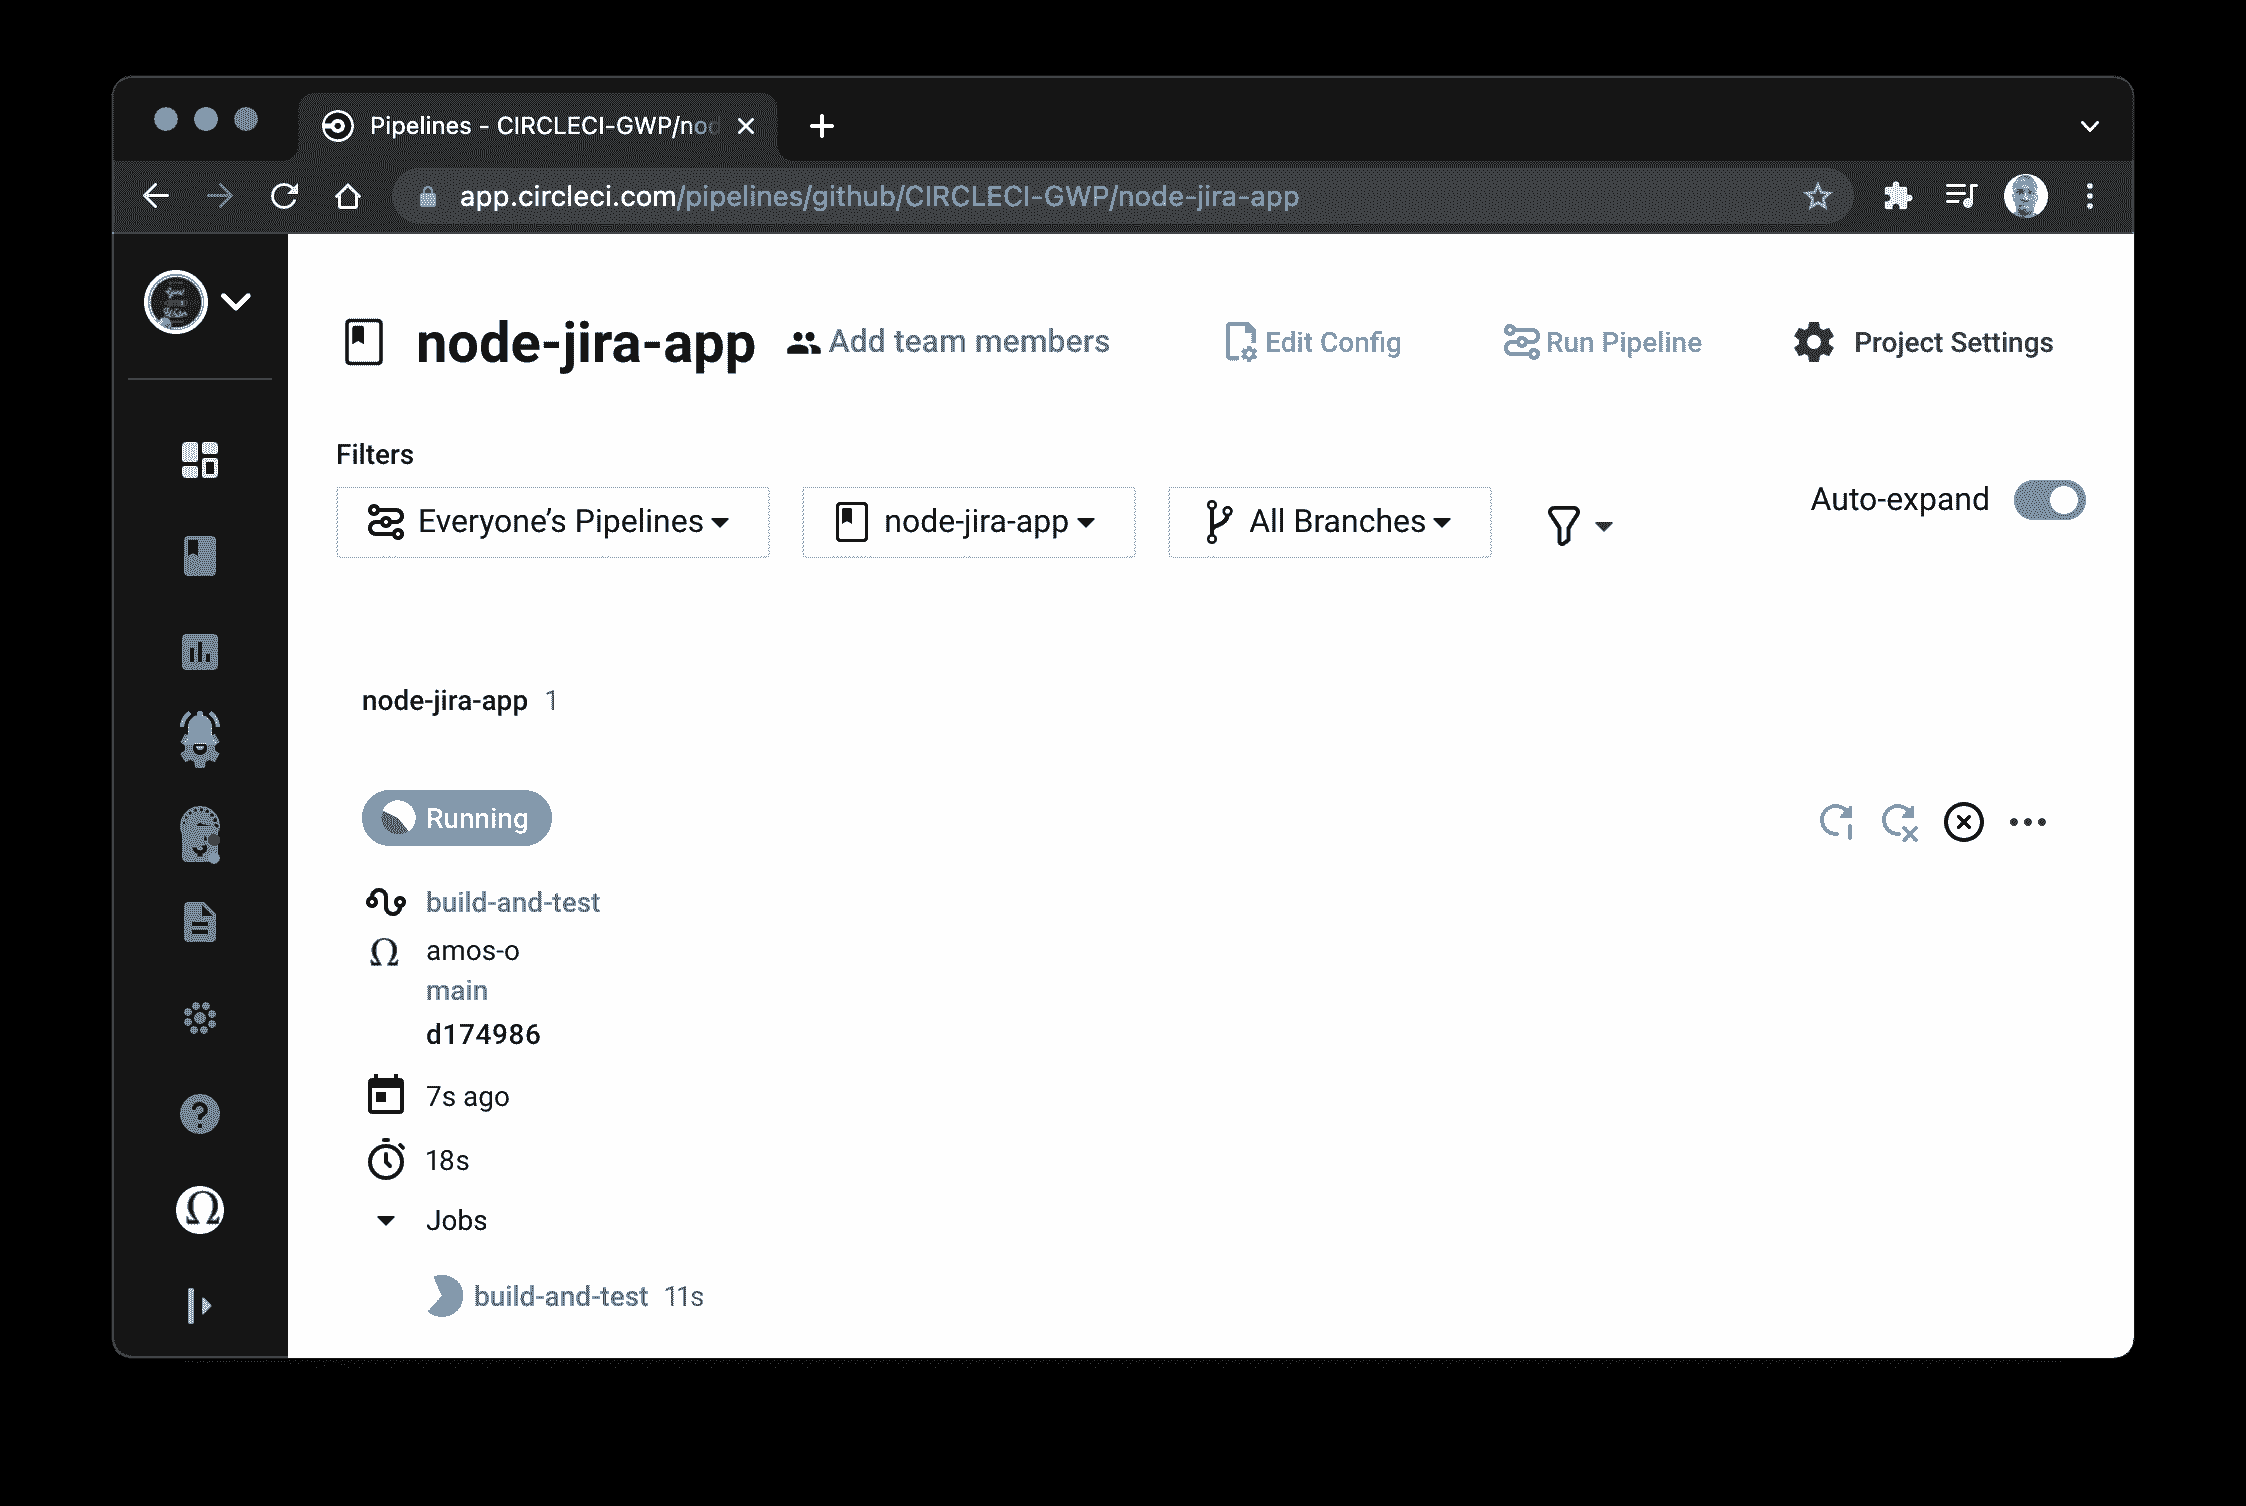 Pipelines - CIRCLECI-GWP/nod
app.circleci.com/pipelines/github/CIRCLECI-GWP/node-jira-app
node-jira-app Add team members Edit Config Run Pipeline Project Settings
Filters
Everyone’s Pipelines node-jira-app All Branches Auto-expand
node-jira-app 1
Running
build-and-test
Ω amos-o
main
d174986
7s ago
18s
Jobs
build-and-test 11s
Ω